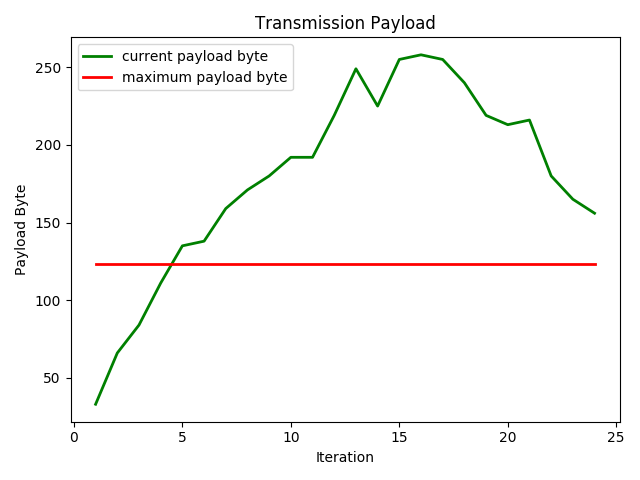 Transmission Payload
current payload byte
maximum payload byte
250
200
150
100
50
Payload Byte
0 5 10 15 20 25
Iteration